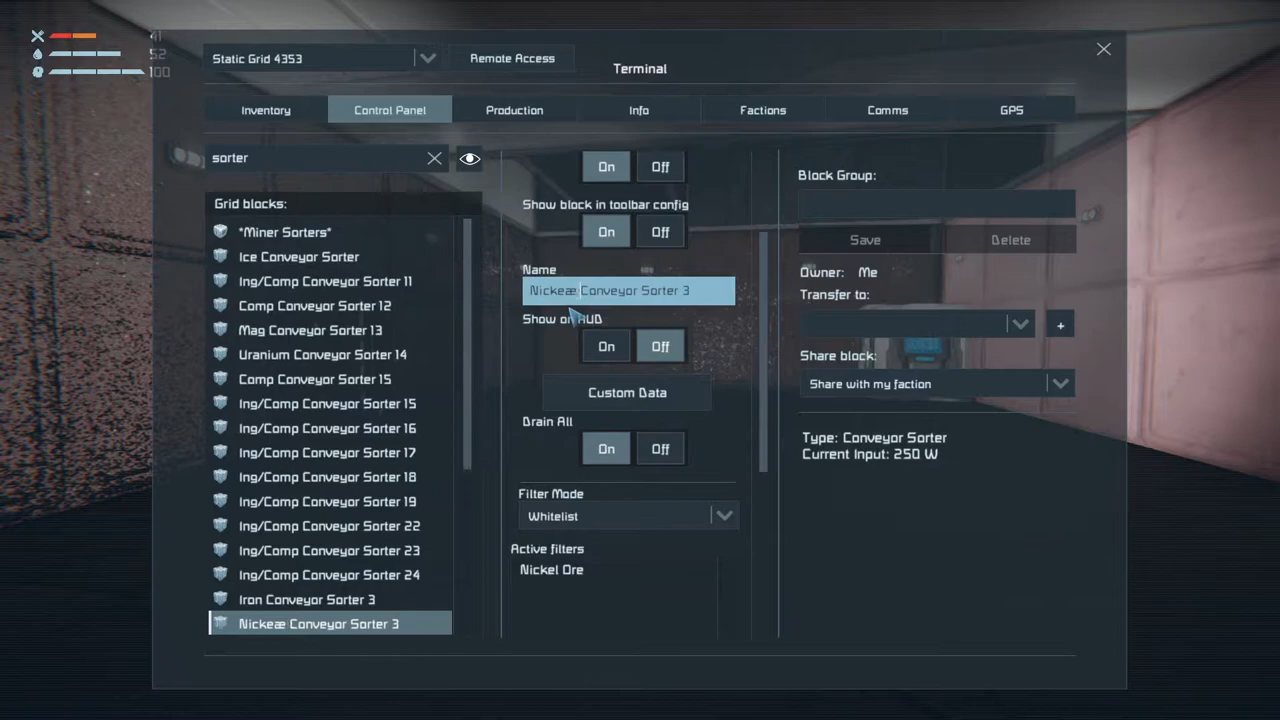 41
52
100
Static Grid 4353
Remote Access
Terminal
Inventory
Control Panel
Production
Info
Factions
Comms
GPS
sorter
Grid blocks:
*Miner Sorters*
Ice Conveyor Sorter
Ing/Comp Conveyor Sorter 11
Comp Conveyor Sorter 12
Mag Conveyor Sorter 13
Uranium Conveyor Sorter 14
Comp Conveyor Sorter 15
Ing/Comp Conveyor Sorter 15
Ing/Comp Conveyor Sorter 16
Ing/Comp Conveyor Sorter 17
Ing/Comp Conveyor Sorter 18
Ing/Comp Conveyor Sorter 19
Ing/Comp Conveyor Sorter 22
Ing/Comp Conveyor Sorter 23
Ing/Comp Conveyor Sorter 24
Iron Conveyor Sorter 3
Nickeæ Conveyor Sorter 3
On Off
Show block in toolbar config
On Off
Name
Nickeæ Conveyor Sorter 3
Show on HUD
On Off
Custom Data
Drain All
On Off
Filter Mode
Whitelist
Active filters
Nickel Ore
Block Group:
Save Delete
Owner: Me
Transfer to:
+
Share block:
Share with my faction
Type: Conveyor Sorter
Current Input: 250 W